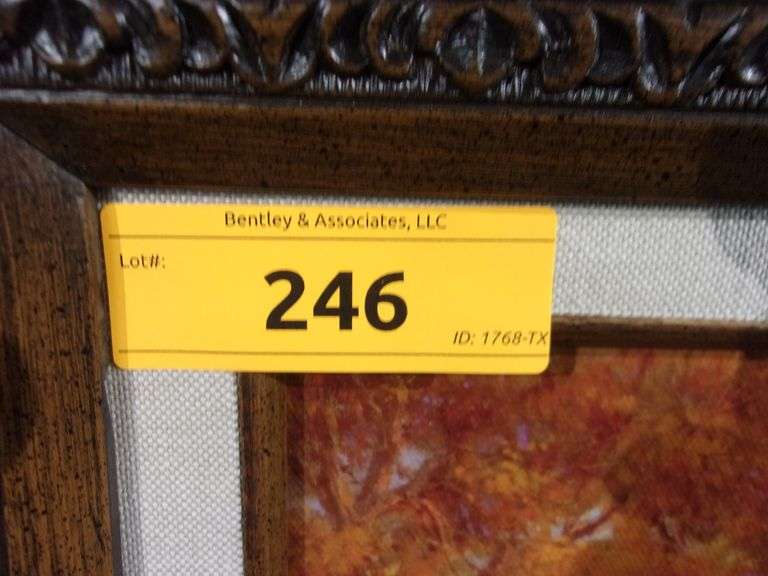 Bentley & Associates, LLC
Lot#:
246
ID: 1768-TX